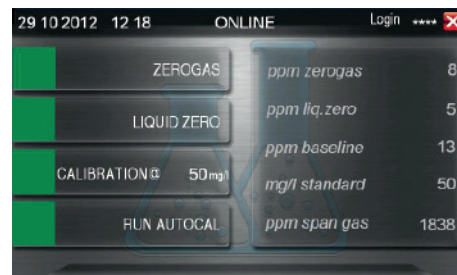 29 10 2012 12 18 ONLINE Login ****
ZEROGAS
LIQUID ZERO
CALIBRATION@ 50mg/l
RUN AUTOCAL
ppm zerogas 8
ppm liq.zero 5
ppm baseline 13
mg/l standard 50
ppm span gas 1838